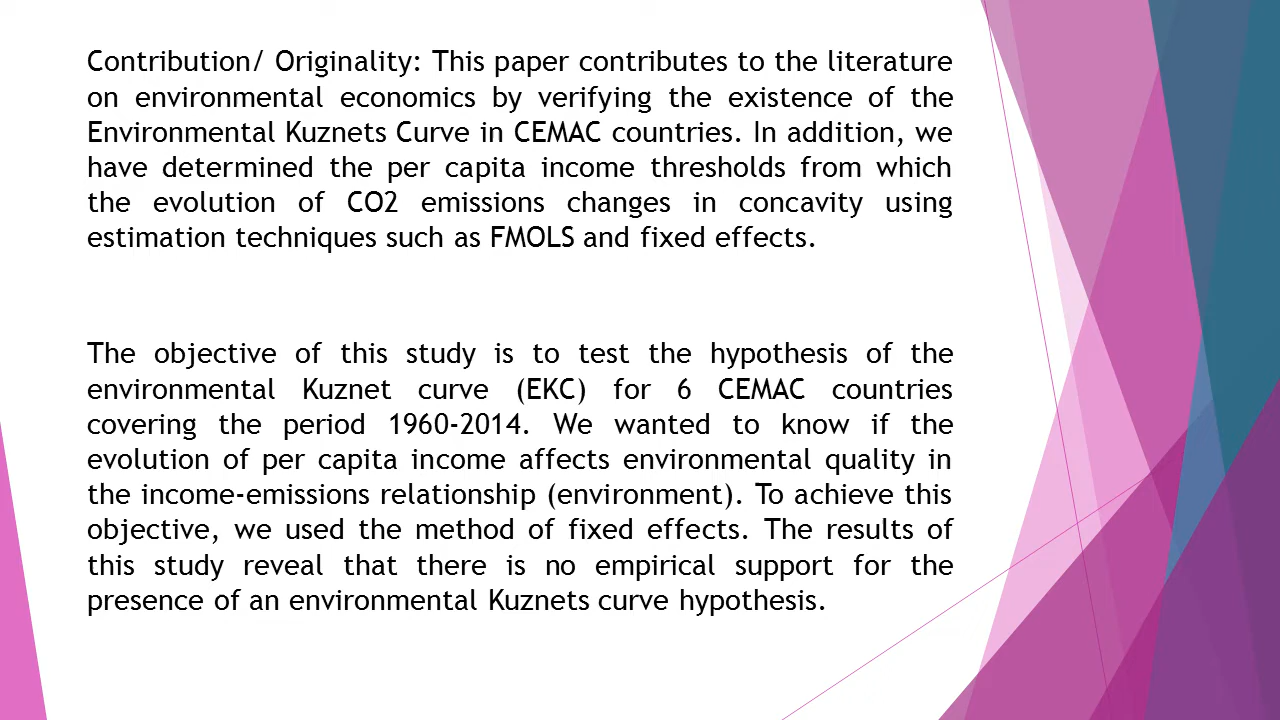 Contribution/ Originality: This paper contributes to the literature
on environmental economics by verifying the existence of the
Environmental Kuznets Curve in CEMAC countries. In addition, we
have determined the per capita income thresholds from which
the evolution of CO2 emissions changes in concavity using
estimation techniques such as FMOLS and fixed effects.
The objective of this study is to test the hypothesis of the
environmental Kuznet curve (EKC) for 6 CEMAC countries
covering the period 1960-2014. We wanted to know if the
evolution of per capita income affects environmental quality in
the income-emissions relationship (environment). To achieve this
objective, we used the method of fixed effects. The results of
this study reveal that there is no empirical support for the
presence of an environmental Kuznets curve hypothesis.